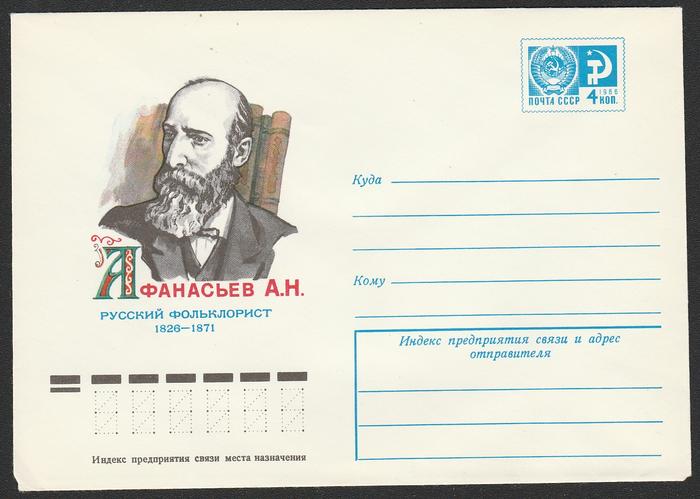 ПОЧТА СССР 4 1966 КОП.
Куда
Кому
АФАНАСЬЕВ А.Н.
РУССКИЙ ФОЛЬКЛОРИСТ
1826—1871
Индекс предприятия связи и адрес
отправителя
Индекс предприятия связи места назначения